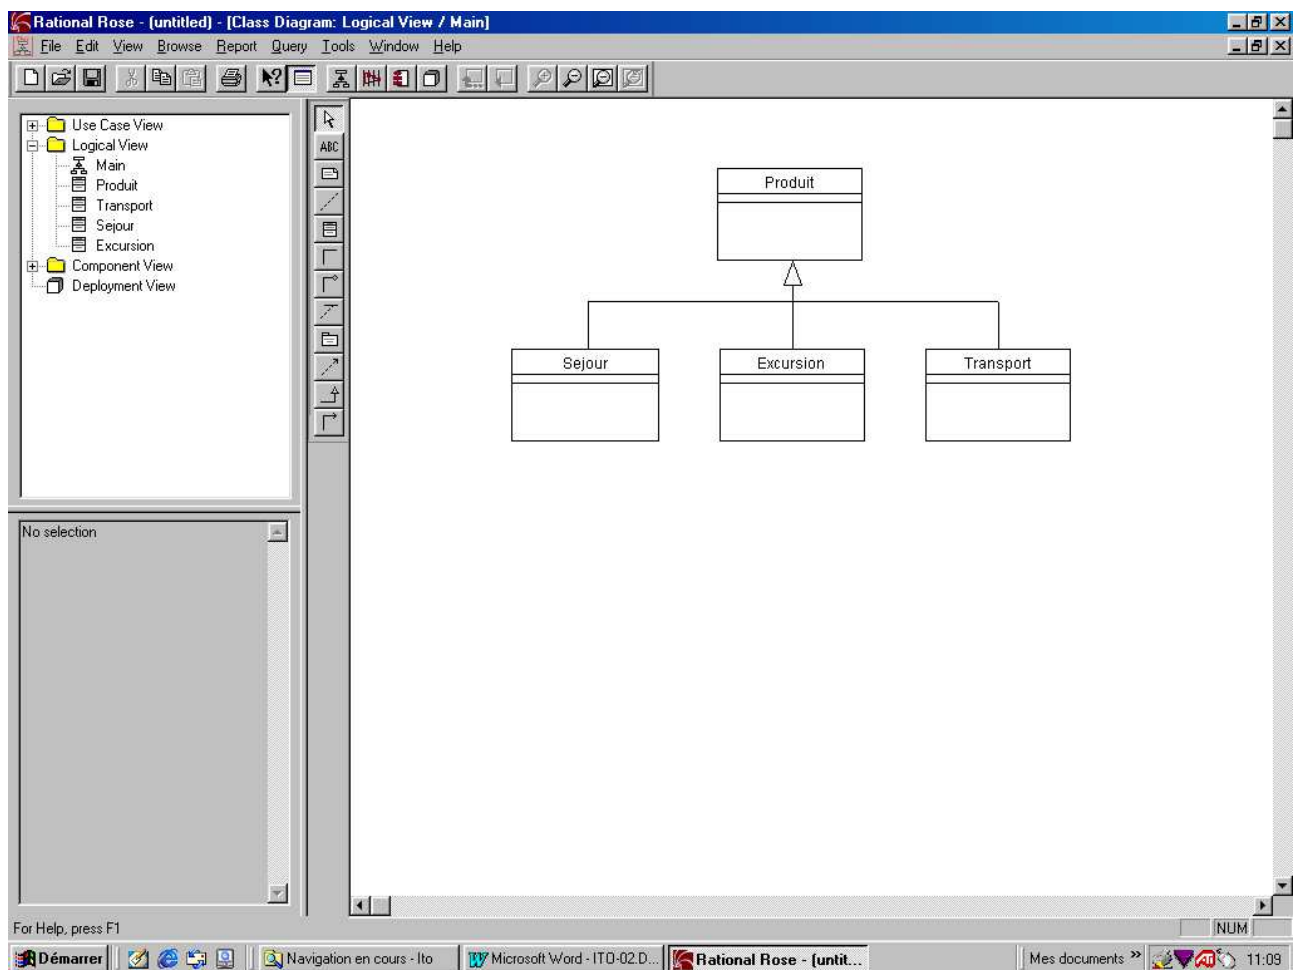 Rational Rose - (untitled) - [Class Diagram: Logical View / Main]
File Edit View Browse Report Query Tools Window Help
Use Case View
Logical View
Main
Produit
Transport
Sejour
Excursion
Component View
Deployment View
ABC
Produit
Sejour Excursion Transport
No selection
For Help, press F1 NUM
Démarrer Navigation en cours - Ito Microsoft Word - ITO-02.D... Rational Rose - (untit... Mes documents » 11:09